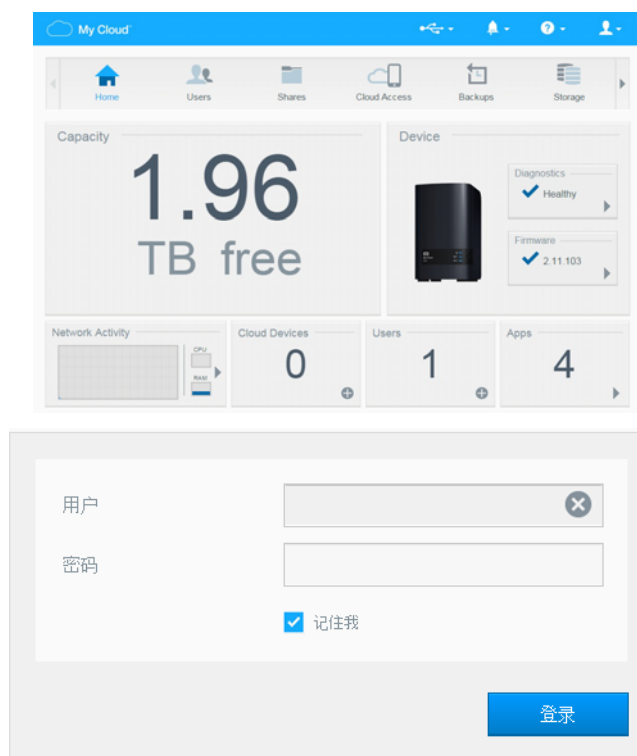 My Cloud
Home
Users
Shares
Cloud Access
Backups
Storage
Capacity
1.96
TB free
Device
Diagnostics
Healthy
Firmware
2.11.103
Network Activity
CPU
RAM
Cloud Devices
0
Users
1
Apps
4
用户
密码
记住我
登录